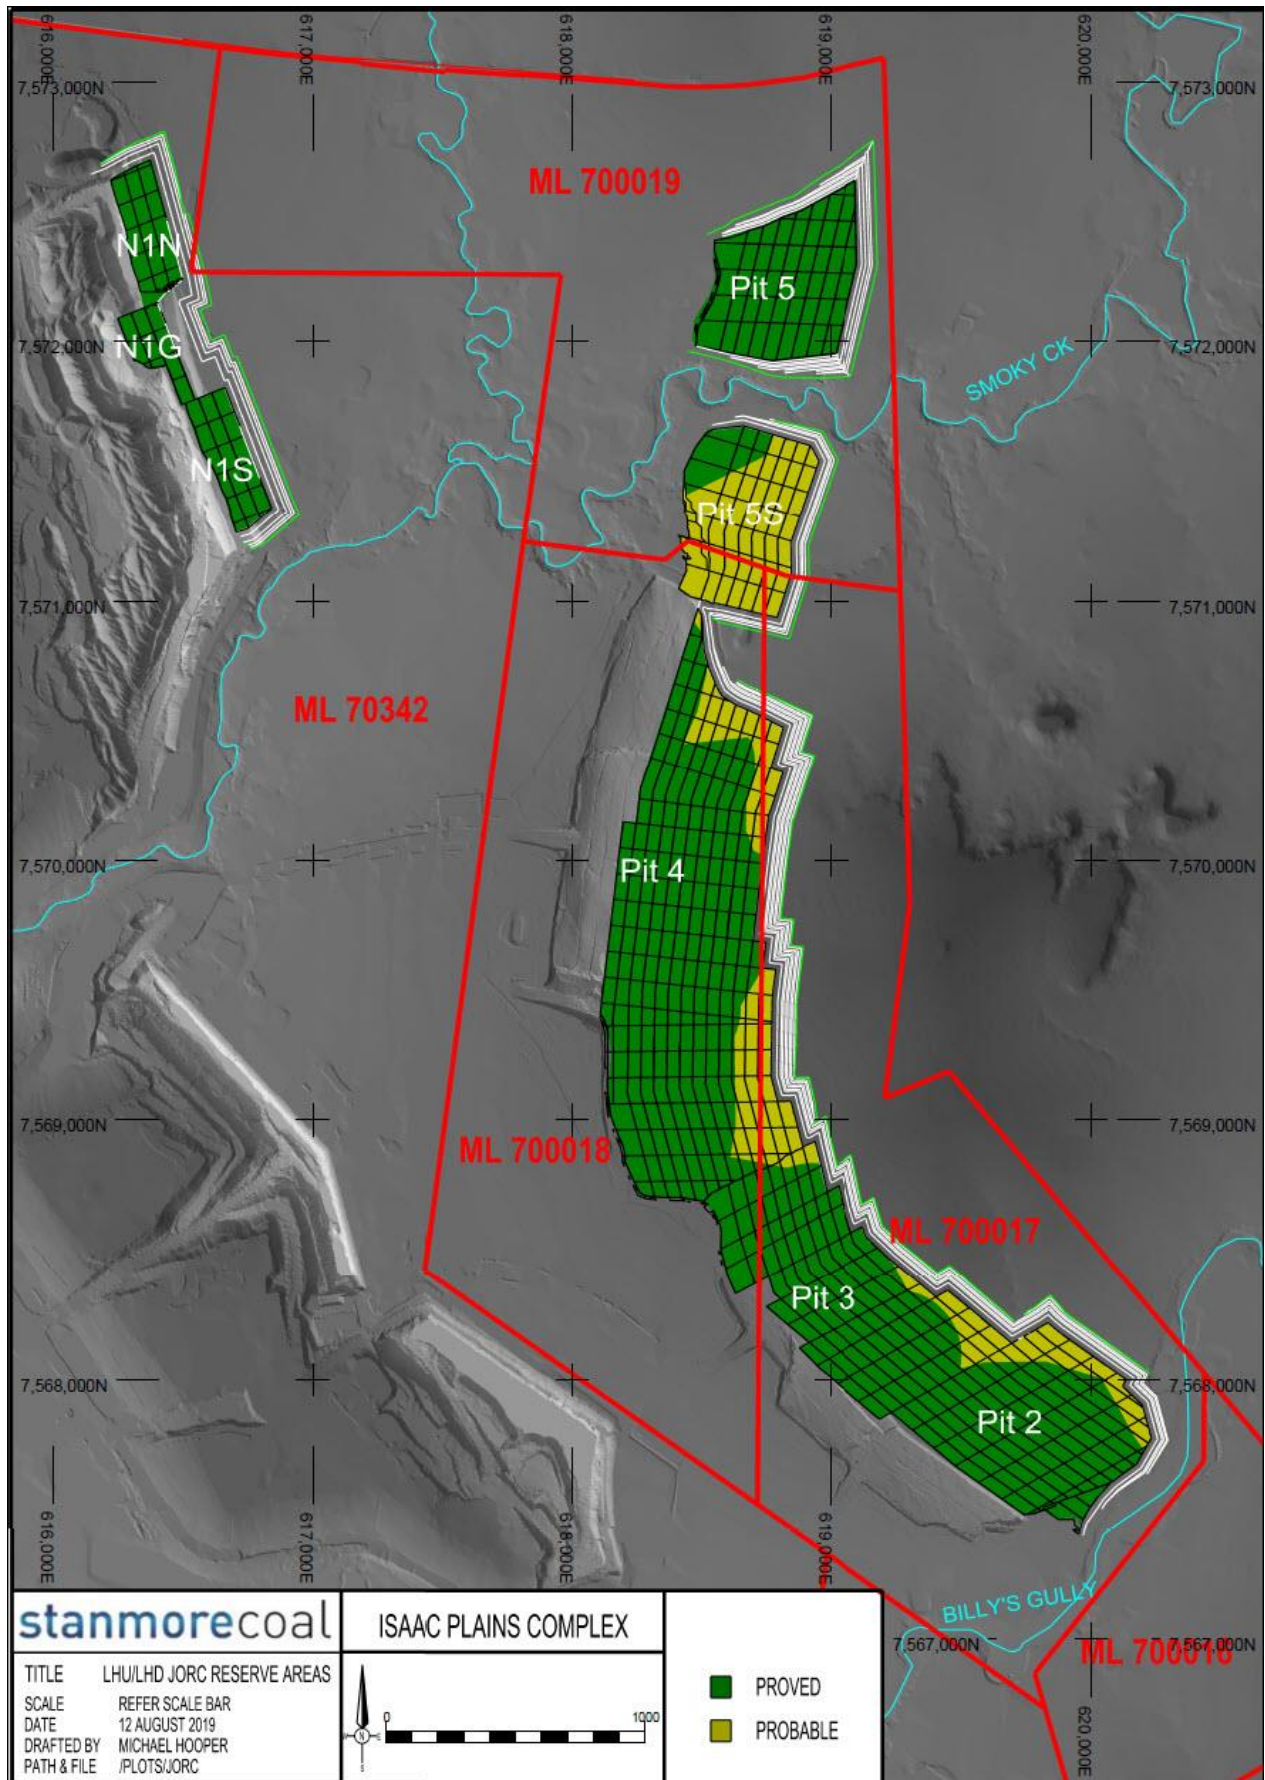 616,000E
617,000E
618,000E
619,000E
620,000E
7,573,000N
7,573,000N
ML 700019
N1N
Pit 5
7,572,000N
N1G
7,572,000N
SMOKY CK
N1S
Pit 5S
7,571,000N
7,571,000N
ML 70342
7,570,000N
Pit 4
7,570,000N
7,569,000N
7,569,000N
ML 700018
ML 700017
Pit 3
7,568,000N
7,568,000N
Pit 2
616,000E
617,000E
618,000E
619,000E
BILLY'S GULLY
7,567,000N
7,567,000N
ML 700016
620,000E
stanmorecoal
ISAAC PLAINS COMPLEX
TITLE LHU/LHD JORC RESERVE AREAS
SCALE REFER SCALE BAR
DATE 12 AUGUST 2019
DRAFTED BY MICHAEL HOOPER
PATH & FILE /PLOTS/JORC
0 1000
N
PROVED
PROBABLE